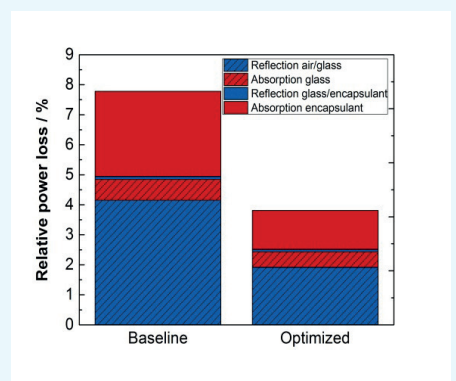 9
8
7
6
5
4
3
2
1
0
Relative power loss / %
Reflection air/glass
Absorption glass
Reflection glass/encapsulant
Absorption encapsulant
Baseline
Optimized